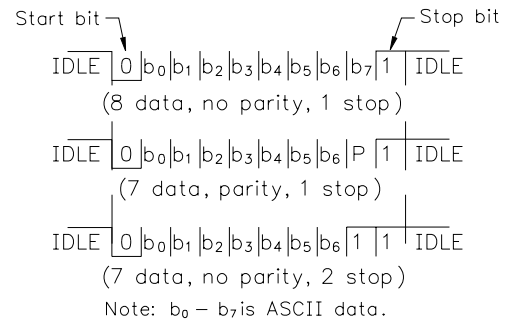 Start bit Stop bit
IDLE 0 b₀ b₁ b₂ b₃ b₄ b₅ b₆ b₇ 1 IDLE
(8 data, no parity, 1 stop)
IDLE 0 b₀ b₁ b₂ b₃ b₄ b₅ b₆ P 1 IDLE
(7 data, parity, 1 stop)
IDLE 0 b₀ b₁ b₂ b₃ b₄ b₅ b₆ 1 1 IDLE
(7 data, no parity, 2 stop)
Note: b₀ – b₇ is ASCII data.